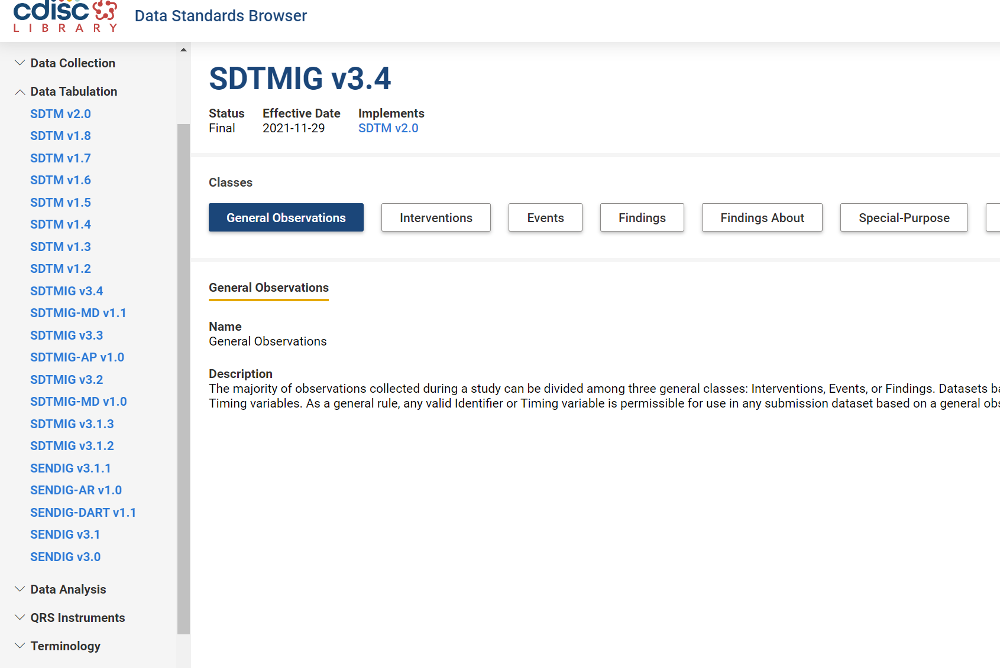 cdisc
LIBRARY
Data Standards Browser
Data Collection
Data Tabulation
SDTM v2.0
SDTM v1.8
SDTM v1.7
SDTM v1.6
SDTM v1.5
SDTM v1.4
SDTM v1.3
SDTM v1.2
SDTMIG v3.4
SDTMIG-MD v1.1
SDTMIG v3.3
SDTMIG-AP v1.0
SDTMIG v3.2
SDTMIG-MD v1.0
SDTMIG v3.1.3
SDTMIG v3.1.2
SENDIG v3.1.1
SENDIG-AR v1.0
SENDIG-DART v1.1
SENDIG v3.1
SENDIG v3.0
Data Analysis
QRS Instruments
Terminology
SDTMIG v3.4
Status Effective Date Implements
Final 2021-11-29 SDTM v2.0
Classes
General Observations Interventions Events Findings Findings About Special-Purpose
General Observations
Name
General Observations
Description
The majority of observations collected during a study can be divided among three general classes: Interventions, Events, or Findings. Datasets
Timing variables. As a general rule, any valid Identifier or Timing variable is permissible for use in any submission dataset based on a general